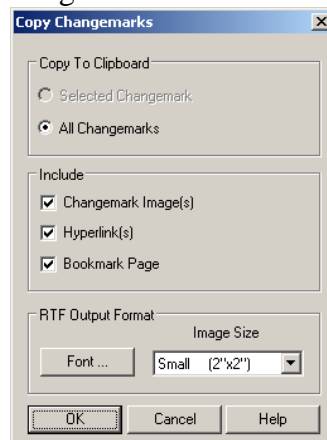 Copy Changemarks
Copy To Clipboard
Selected Changemark
All Changemarks
Include
Changemark Image(s)
Hyperlink(s)
Bookmark Page
RTF Output Format
Image Size
Font ... Small (2"x2")
OK Cancel Help